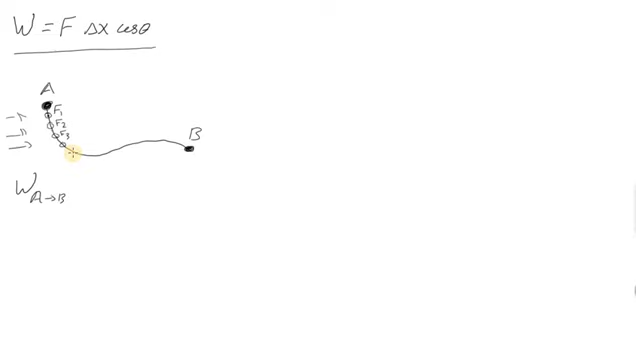 W = F Δx cosθ
A
F1
F2
F3
B
W A→B